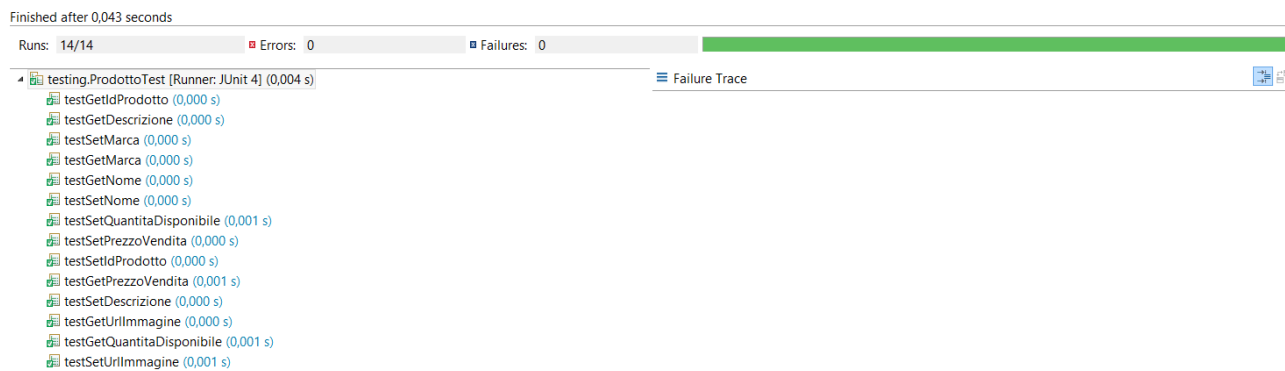 Finished after 0,043 seconds
Runs: 14/14 Errors: 0 Failures: 0
testing.ProdottoTest [Runner: JUnit 4] (0,004 s)
Failure Trace
testGetIdProdotto (0,000 s)
testGetDescrizione (0,000 s)
testSetMarca (0,000 s)
testGetMarca (0,000 s)
testGetNome (0,000 s)
testSetNome (0,000 s)
testSetQuantitaDisponibile (0,001 s)
testSetPrezzoVendita (0,000 s)
testSetIdProdotto (0,000 s)
testGetPrezzoVendita (0,001 s)
testSetDescrizione (0,000 s)
testGetUrlImmagine (0,000 s)
testGetQuantitaDisponibile (0,001 s)
testSetUrlImmagine (0,001 s)